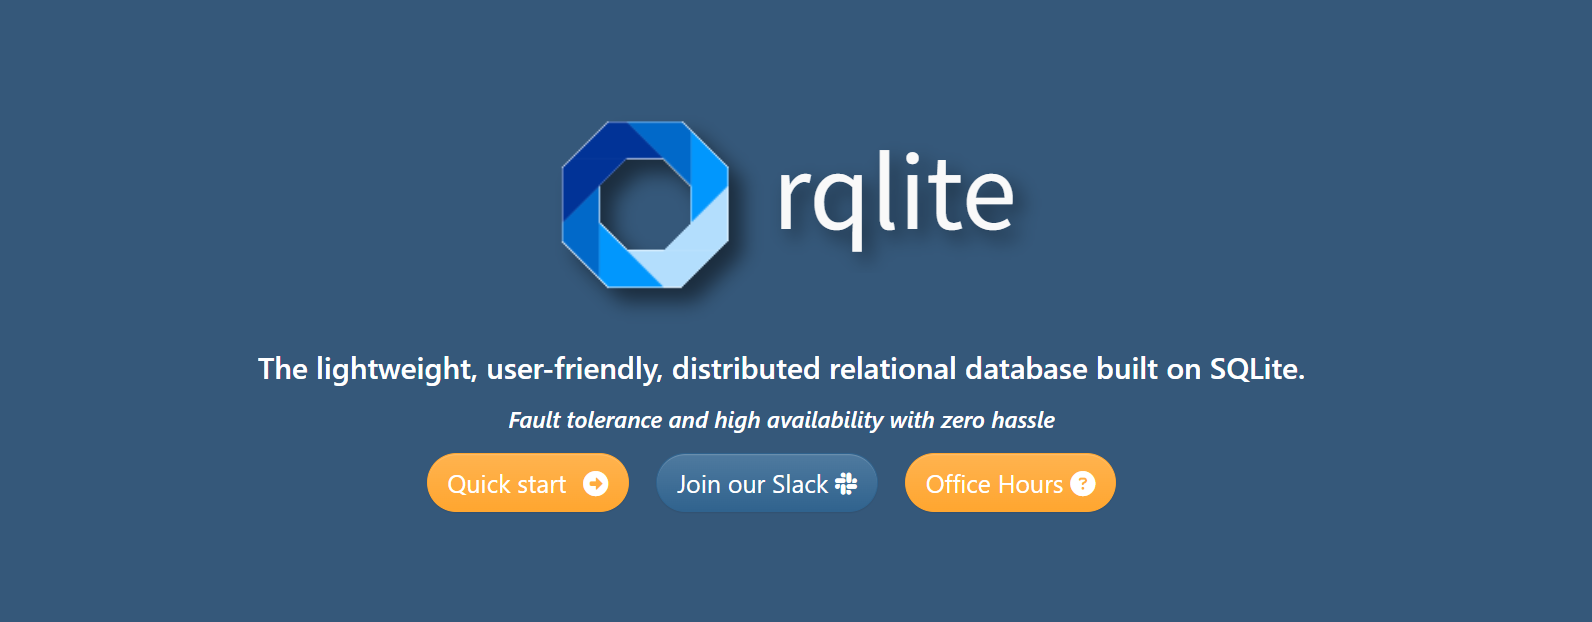 rqlite
The lightweight, user-friendly, distributed relational database built on SQLite.
Fault tolerance and high availability with zero hassle
Quick start
Join our Slack
Office Hours ?